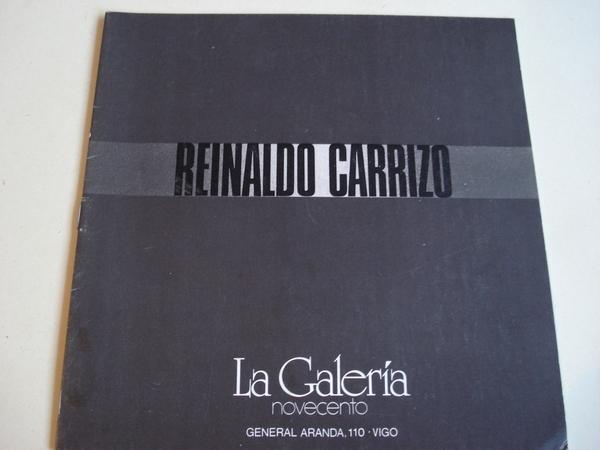 REINALDO CARRIZO
La Galería
novecento
GENERAL ARANDA, 110 · VIGO